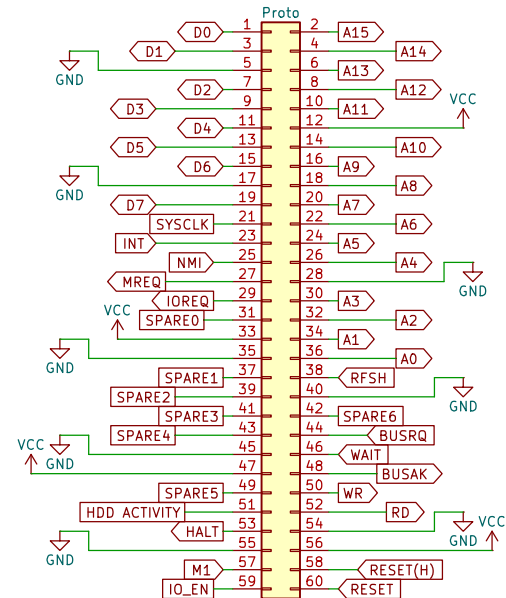 Proto
D0 1 2 A15
D1 3 4 A14
GND 5 6 A13
D2 7 8 A12
D3 9 10 A11
D4 11 12 VCC
D5 13 14 A10
D6 15 16 A9
GND 17 18 A8
D7 19 20 A7
SYSCLK 21 22 A6
INT 23 24 A5
NMI 25 26 A4
MREQ 27 28 GND
IOREQ 29 30 A3
SPARE0 31 32 A2
VCC 33 34 A1
GND 35 36 A0
SPARE1 37 38 RFSH
SPARE2 39 40 GND
SPARE3 41 42 SPARE6
SPARE4 43 44 BUSRQ
GND 45 46 WAIT
VCC 47 48 BUSAK
SPARE5 49 50 WR
HDD ACTIVITY 51 52 RD
HALT 53 54 GND
GND 55 56 VCC
M1 57 58 RESET(H)
IO_EN 59 60 RESET